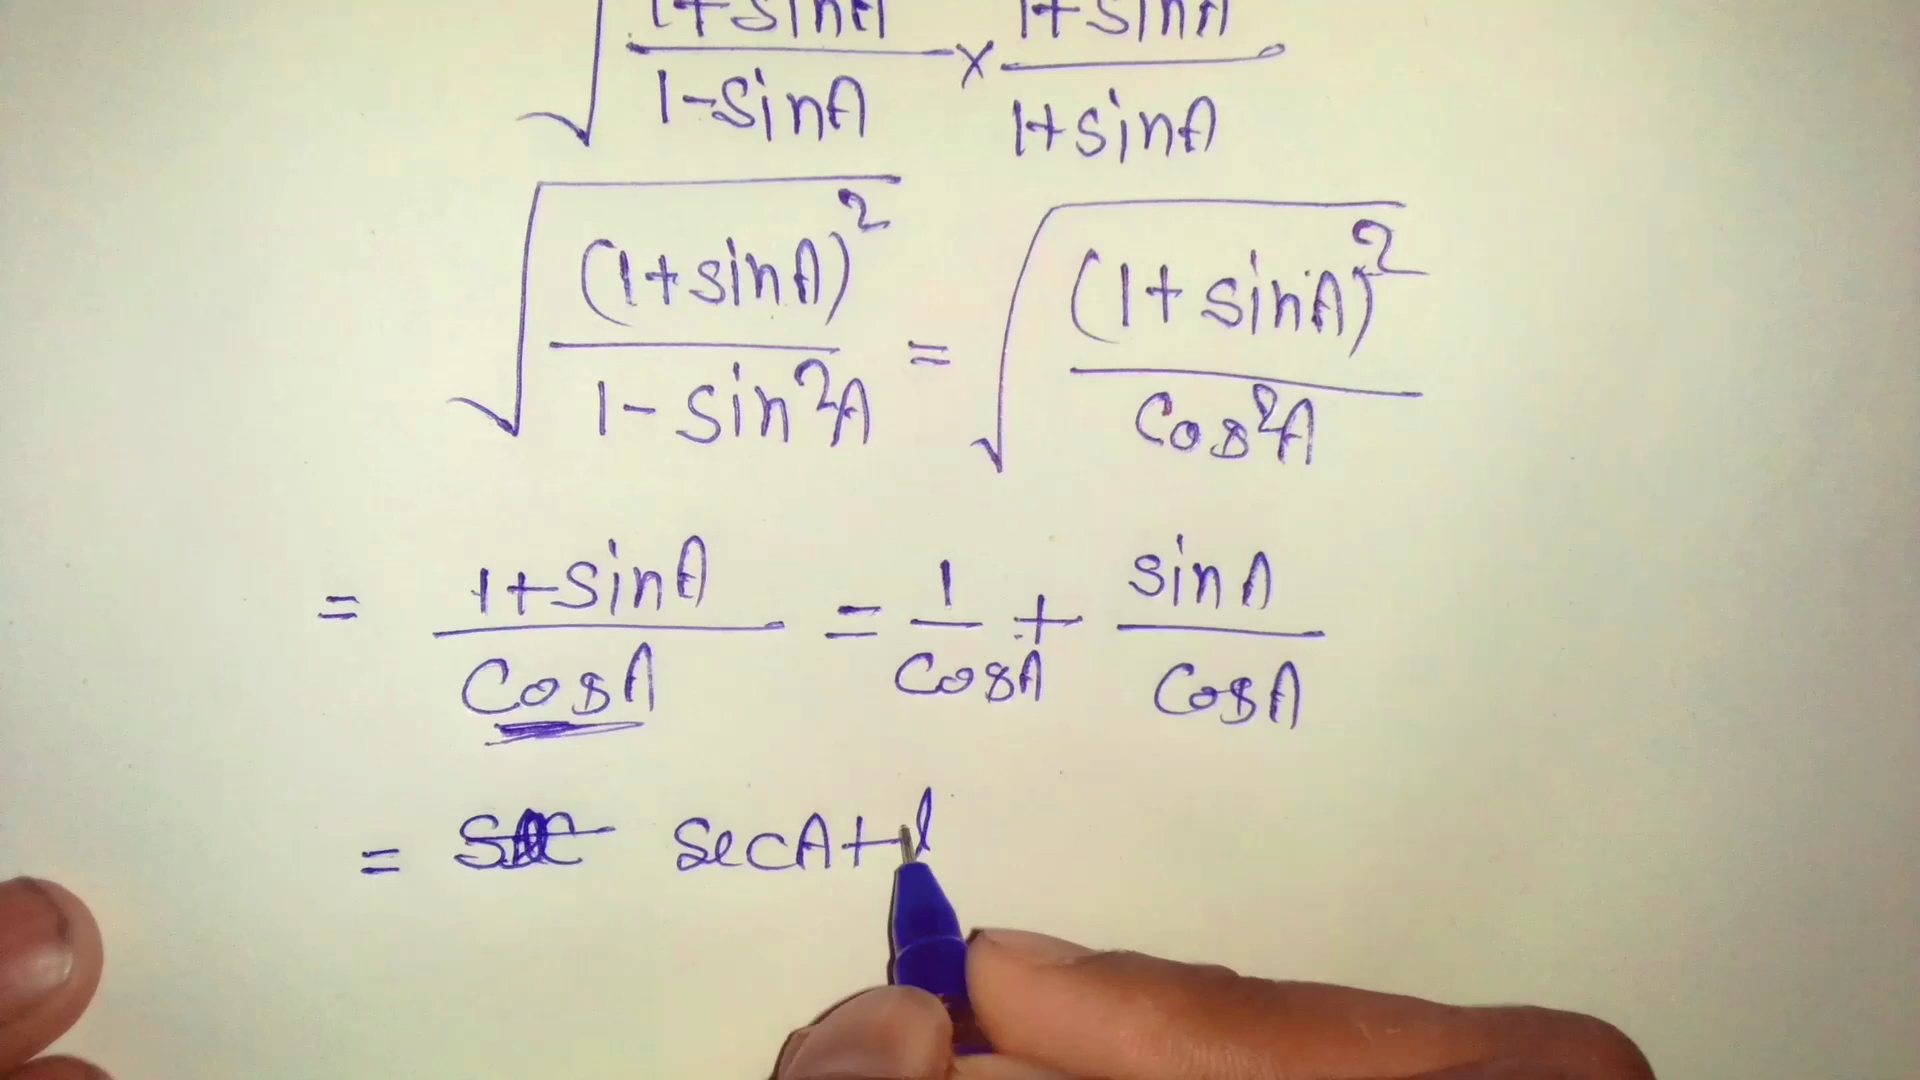 √(1+sinA / 1-sinA) × (1+sinA / 1+sinA)
√((1+sinA)² / 1-sin²A) = √((1+sinA)² / Cos²A)
= 1+sinA / CosA = 1 / CosA + sinA / CosA
= secA+